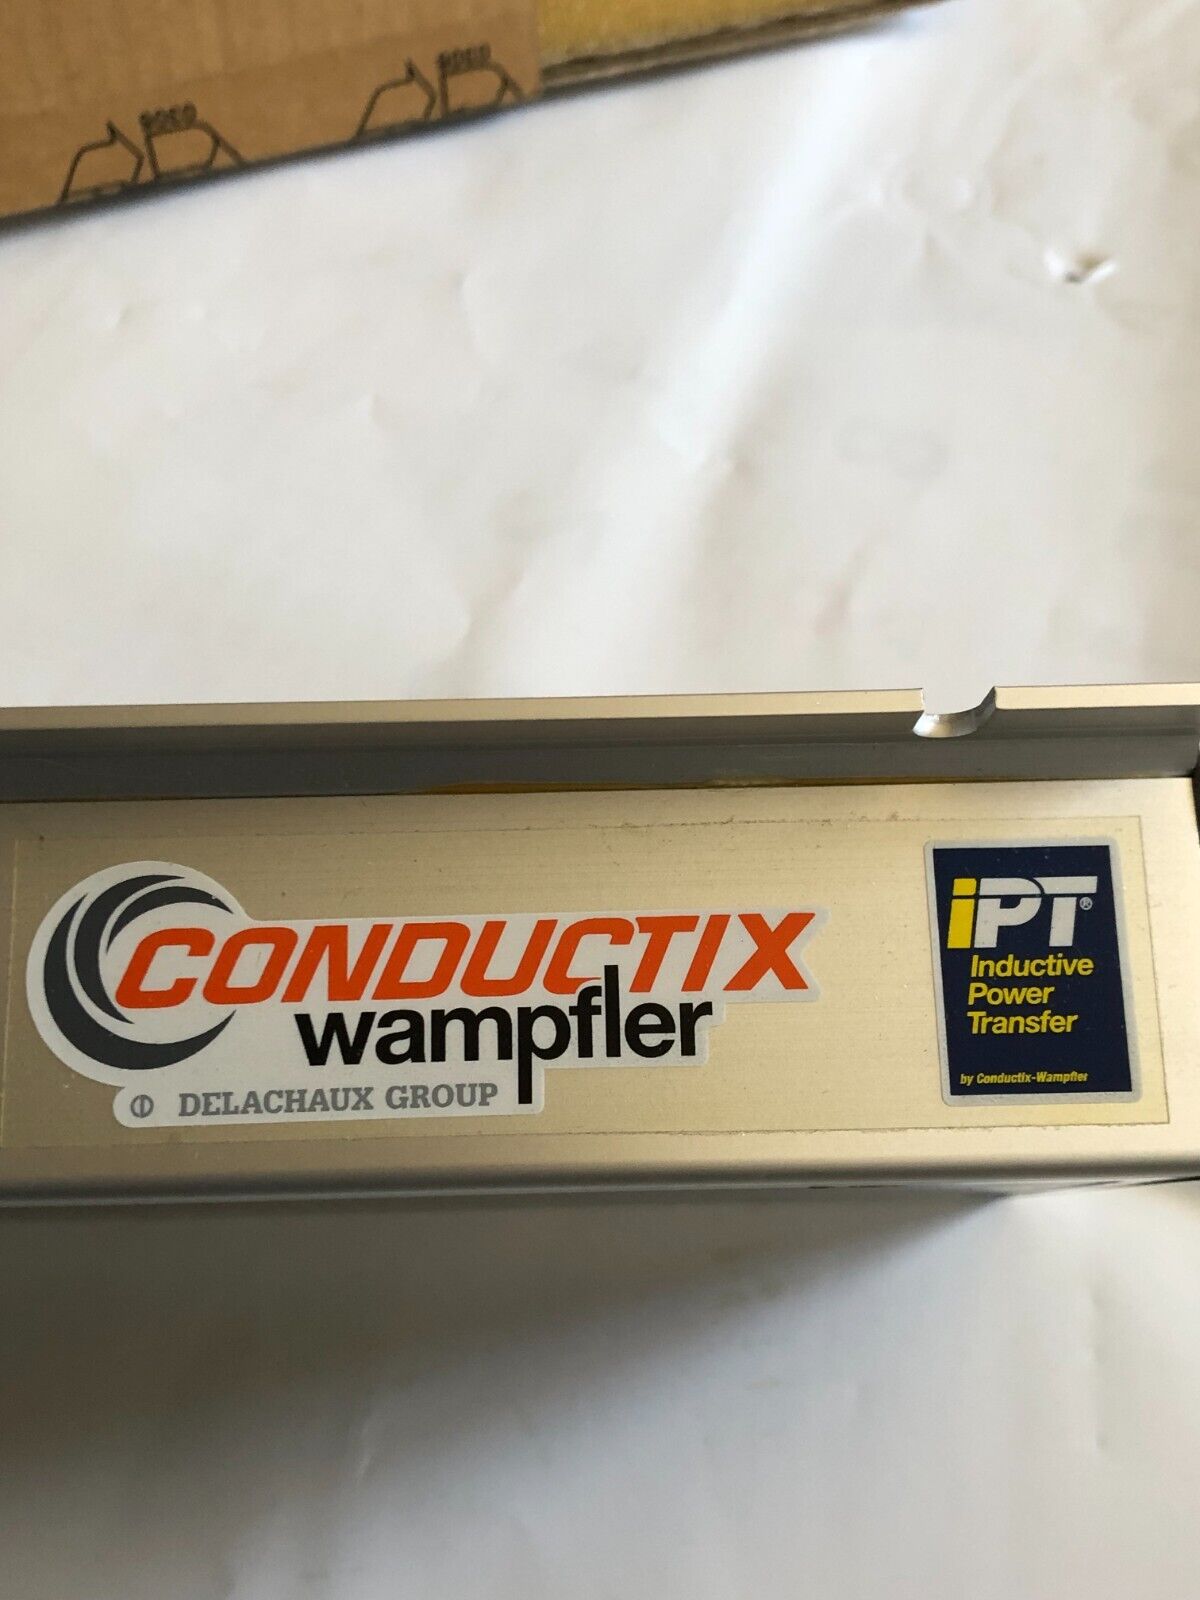 CONDUCTIX
wampfler
DELACHAUX GROUP
iPT®
Inductive
Power
Transfer
by Conductix-Wampfler